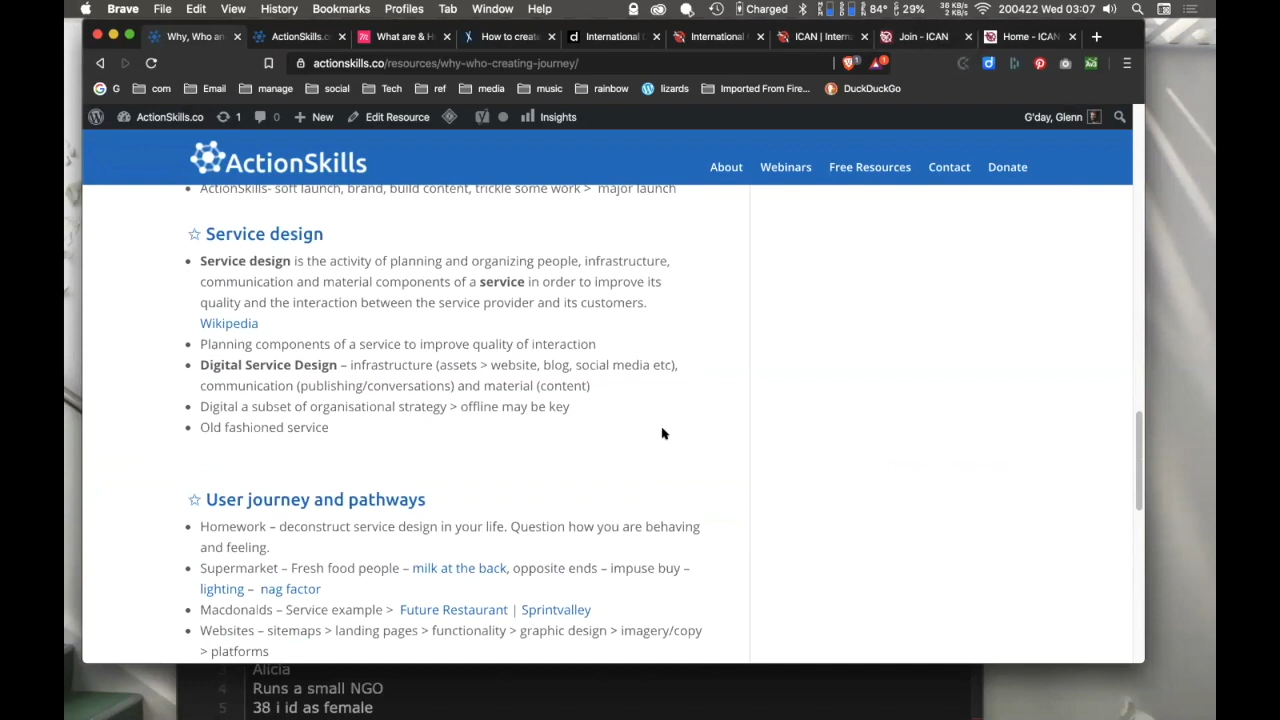 Brave File Edit View History Bookmarks Profiles Tab Window Help Charged 84° 29% 36 KB/s 2 KB/s 200422 Wed 03:07
Why, Who an × ActionSkills.c × What are & H × How to creat × International × International × ICAN | Intern × Join - ICAN × Home - ICAN × +
actionskills.co/resources/why-who-creating-journey/
G com Email manage social Tech ref media music rainbow lizards Imported From Fire... DuckDuckGo
ActionSkills.co 1 0 + New Edit Resource Insights G'day, Glenn
ActionSkills
About Webinars Free Resources Contact Donate
• ActionSkills- soft launch, brand, build content, trickle some work > major launch
☆ Service design
• Service design is the activity of planning and organizing people, infrastructure,
communication and material components of a service in order to improve its
quality and the interaction between the service provider and its customers.
Wikipedia
• Planning components of a service to improve quality of interaction
• Digital Service Design – infrastructure (assets > website, blog, social media etc),
communication (publishing/conversations) and material (content)
• Digital a subset of organisational strategy > offline may be key
• Old fashioned service
☆ User journey and pathways
• Homework – deconstruct service design in your life. Question how you are behaving
and feeling.
• Supermarket – Fresh food people – milk at the back, opposite ends – impuse buy –
lighting – nag factor
• Macdonalds – Service example > Future Restaurant | Sprintvalley
• Websites – sitemaps > landing pages > functionality > graphic design > imagery/copy
> platforms
3 Alicia
4 Runs a small NGO
5 38 i id as female